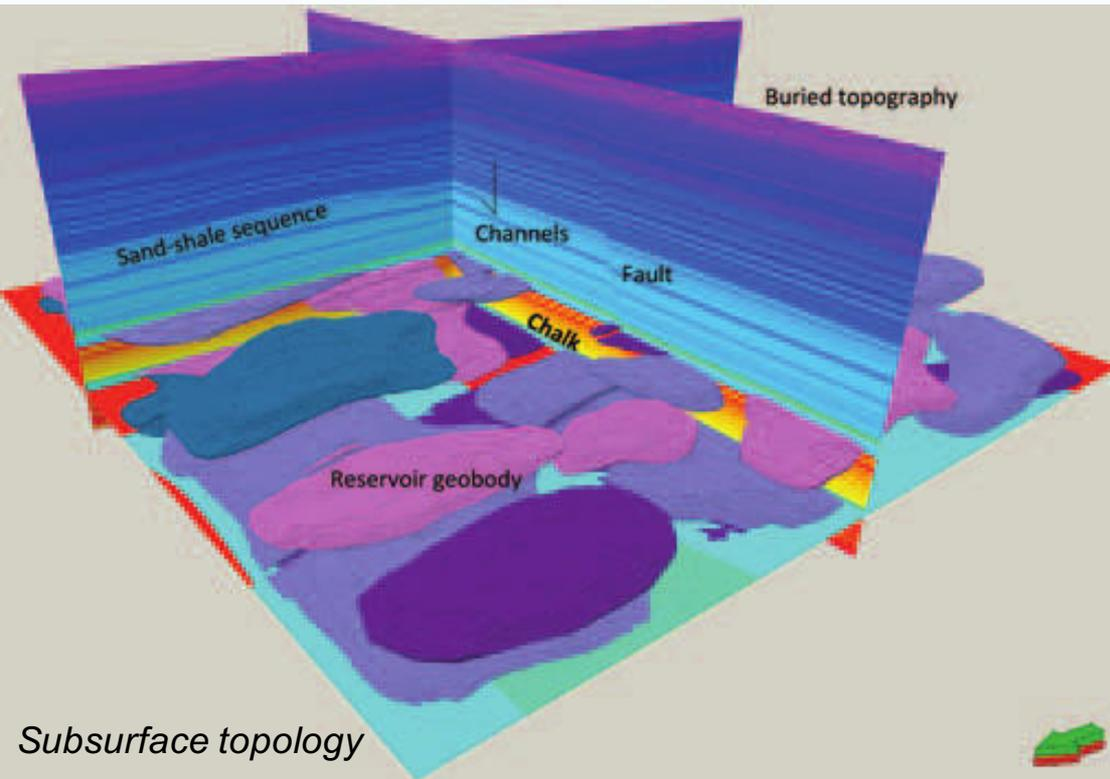 Buried topography
Sand-shale sequence
Channels
Fault
Chalk
Reservoir geobody
Subsurface topology